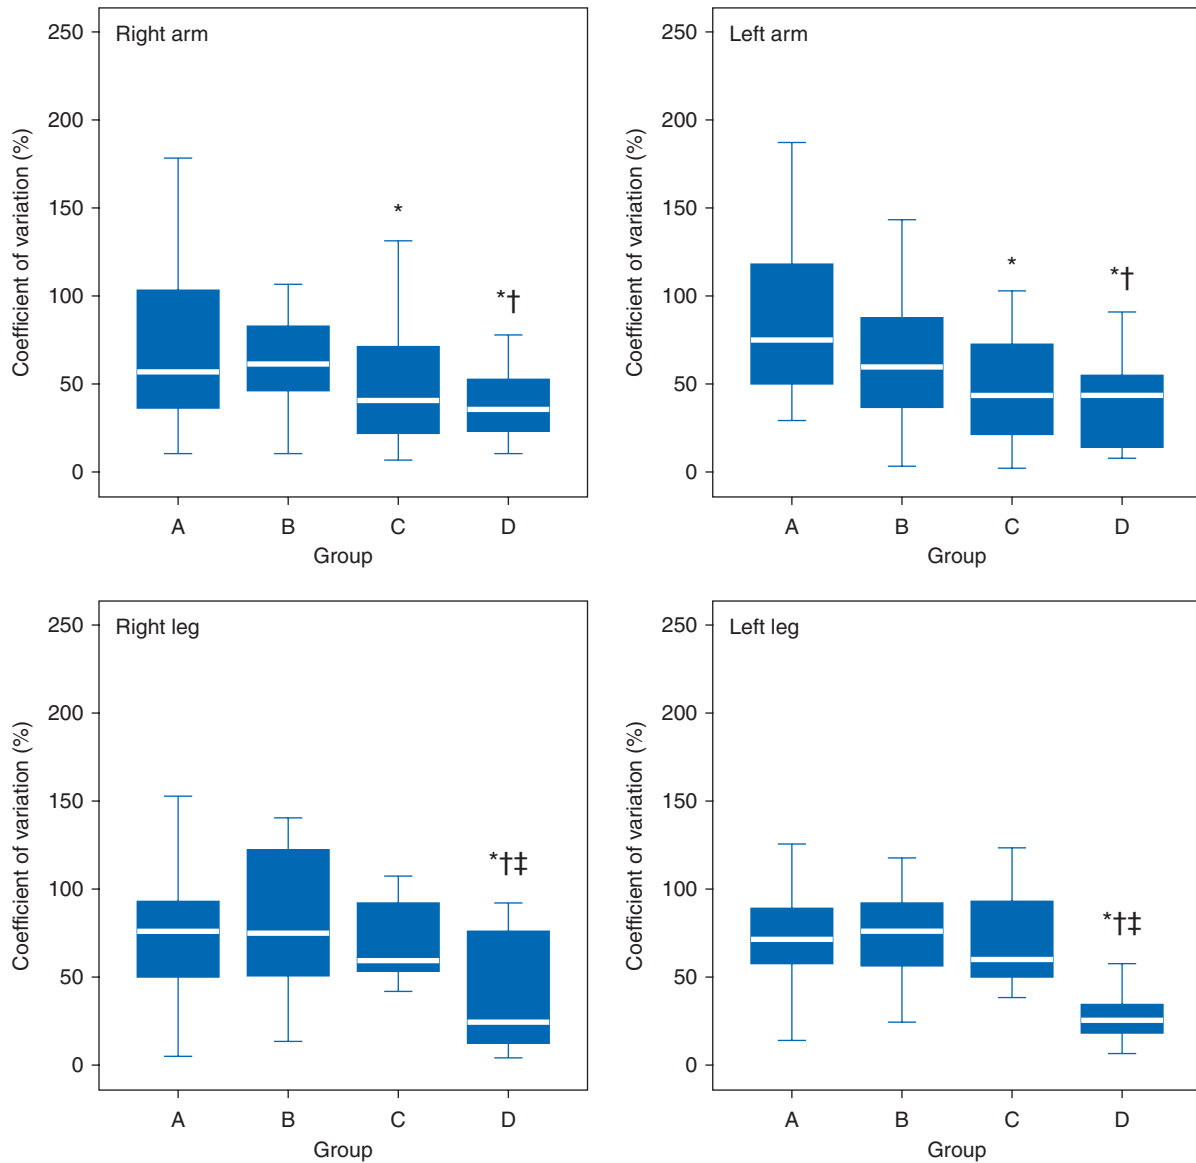 Right arm
Coefficient of variation (%)
250
200
150
100
50
0
*
*†
A B C D
Group
Left arm
Coefficient of variation (%)
250
200
150
100
50
0
*
*†
A B C D
Group
Right leg
Coefficient of variation (%)
250
200
150
100
50
0
*†‡
A B C D
Group
Left leg
Coefficient of variation (%)
250
200
150
100
50
0
*†‡
A B C D
Group